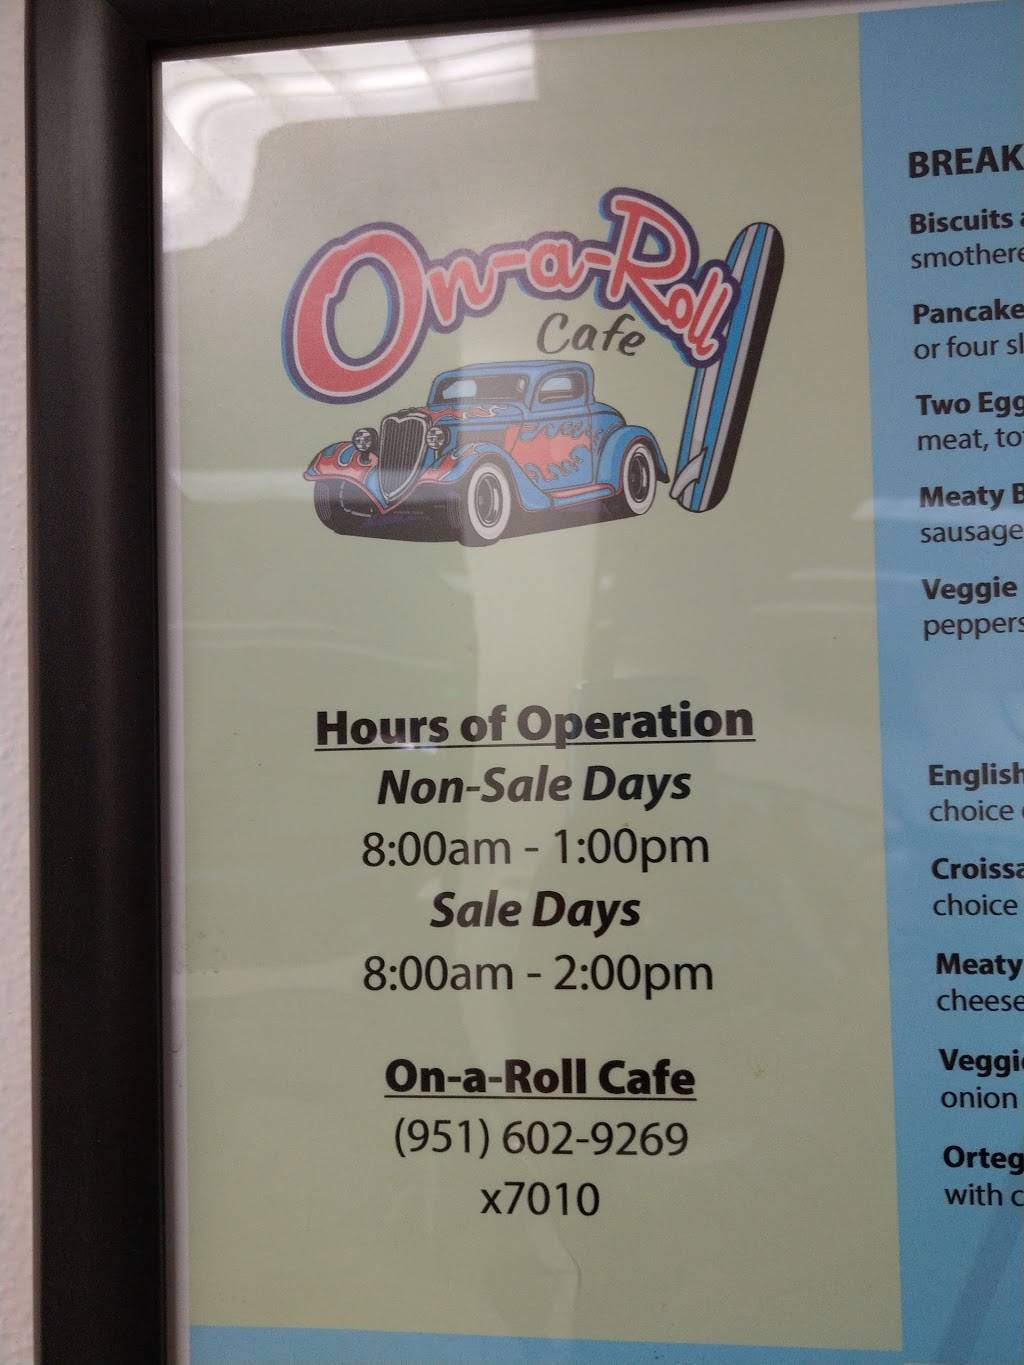 On-a-Roll
Cafe
Hours of Operation
Non-Sale Days
8:00am - 1:00pm
Sale Days
8:00am - 2:00pm
On-a-Roll Cafe
(951) 602-9269
x7010
BREAK
Biscuits
smothere
Pancake
or four sl
Two Egg
meat, to
Meaty B
sausage
Veggie
peppers
English
choice
Croissa
choice
Meaty
cheese
Veggie
onion
Orteg
with c